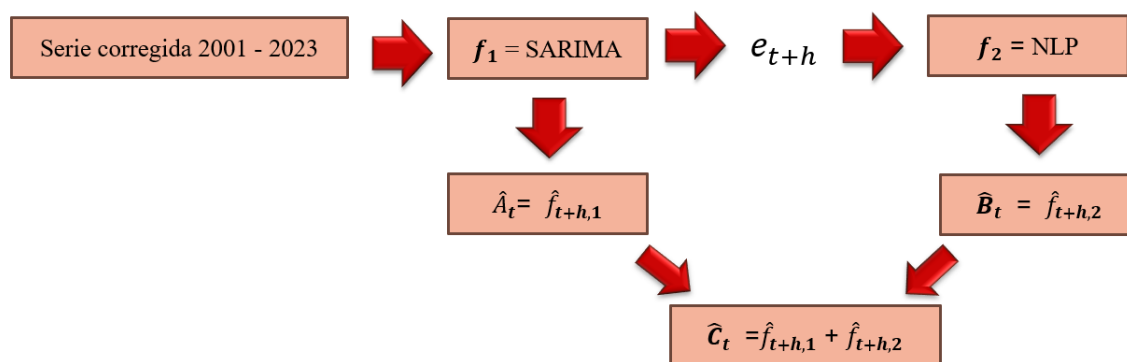 Serie corregida 2001 - 2023
f₁ = SARIMA
e_{t+h}
f₂ = NLP
Â_t = f̂_{t+h,1}
B̂_t = f̂_{t+h,2}
Ĉ_t = f̂_{t+h,1} + f̂_{t+h,2}